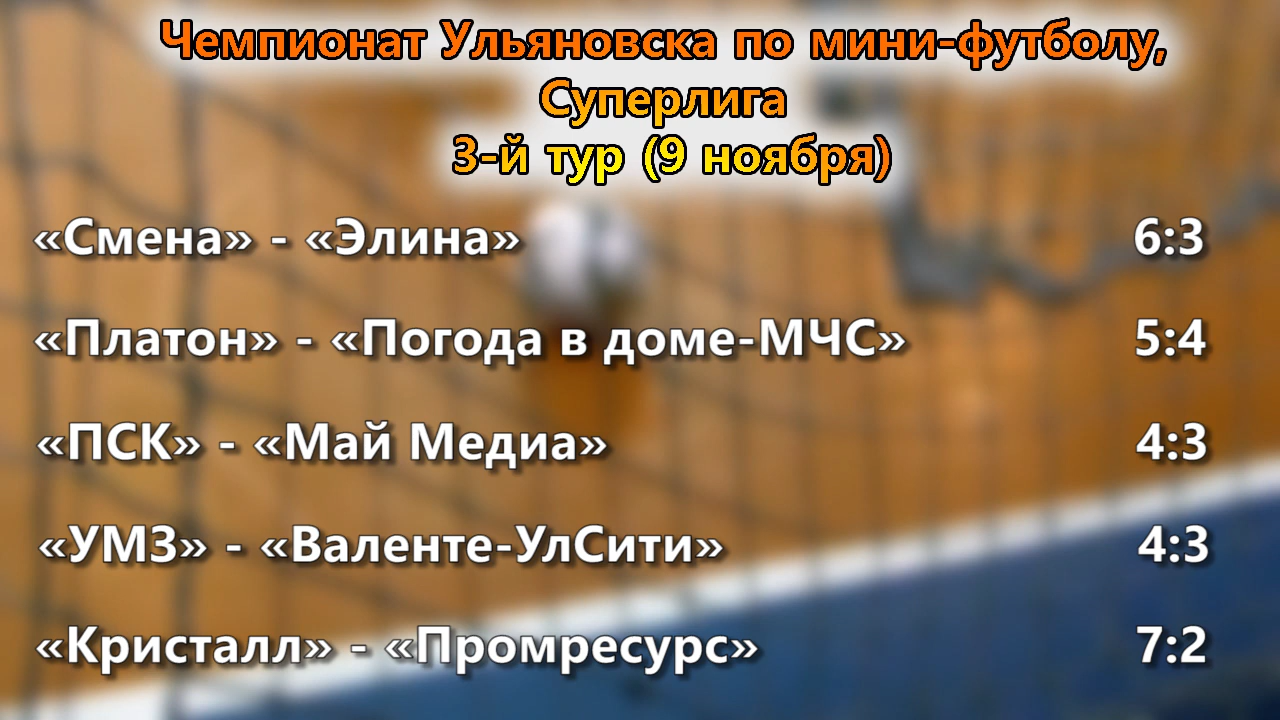 Чемпионат Ульяновска по мини-футболу,
Суперлига
3-й тур (9 ноября)
«Смена» - «Элина» 6:3
«Платон» - «Погода в доме-МЧС» 5:4
«ПСК» - «Май Медиа» 4:3
«УМЗ» - «Валенте-УлСити» 4:3
«Кристалл» - «Промресурс» 7:2